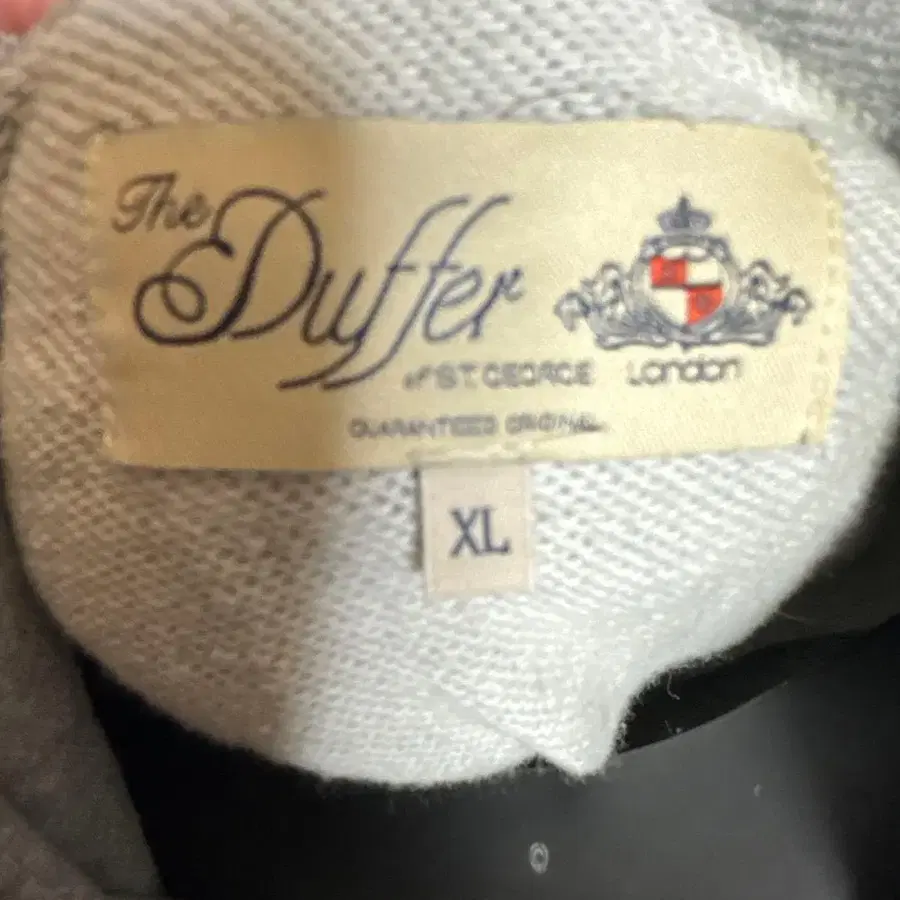 The Duffer
of ST. GEORGE London
GUARANTEED ORIGINAL
XL